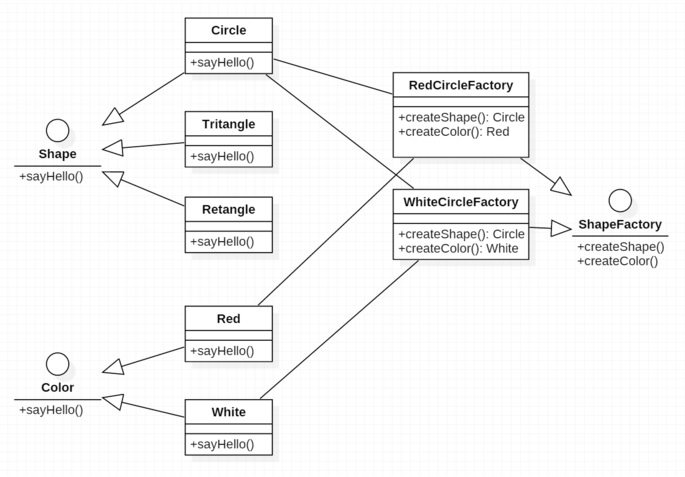 Circle
+sayHello()
RedCircleFactory
+createShape(): Circle
+createColor(): Red
Tritangle
+sayHello()
Shape
+sayHello()
Retangle
+sayHello()
WhiteCircleFactory
+createShape(): Circle
+createColor(): White
ShapeFactory
+createShape()
+createColor()
Red
+sayHello()
Color
+sayHello()
White
+sayHello()